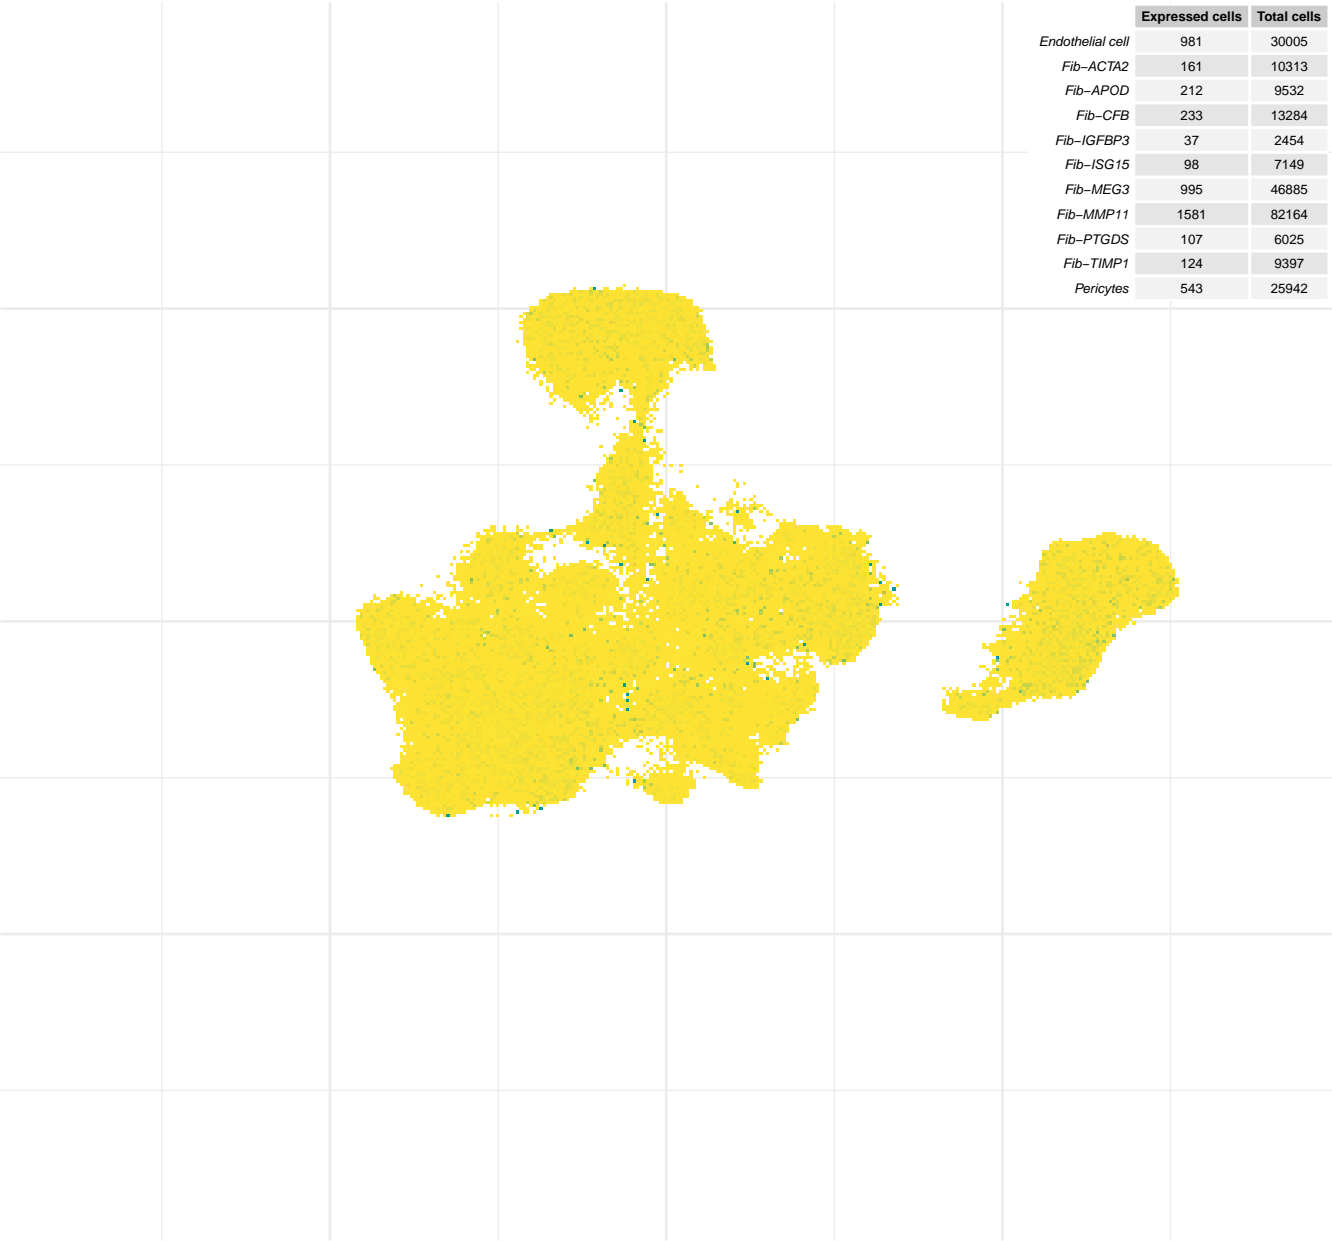 Expressed cells Total cells
Endothelial cell 981 30005
Fib−ACTA2 161 10313
Fib−APOD 212 9532
Fib−CFB 233 13284
Fib−IGFBP3 37 2454
Fib−ISG15 98 7149
Fib−MEG3 995 46885
Fib−MMP11 1581 82164
Fib−PTGDS 107 6025
Fib−TIMP1 124 9397
Pericytes 543 25942